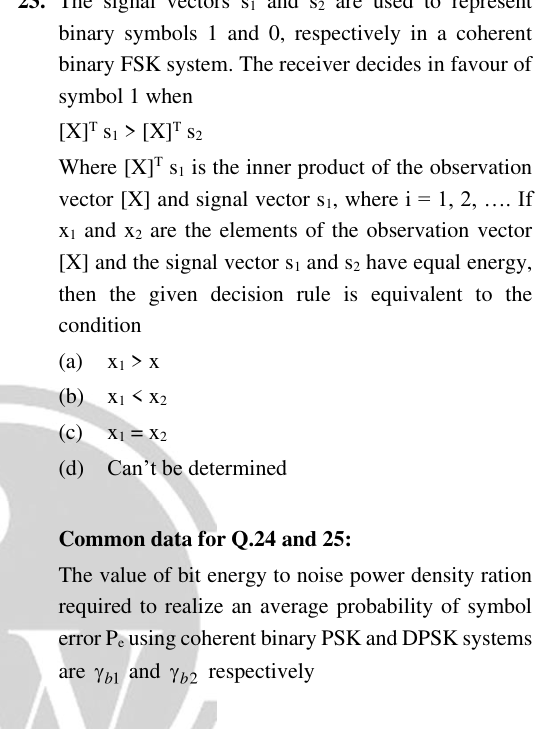 23. The signal vectors s₁ and s₂ are used to represent
binary symbols 1 and 0, respectively in a coherent
binary FSK system. The receiver decides in favour of
symbol 1 when
[X]ᵀ s₁ > [X]ᵀ s₂
Where [X]ᵀ s₁ is the inner product of the observation
vector [X] and signal vector s₁, where i = 1, 2, …. If
x₁ and x₂ are the elements of the observation vector
[X] and the signal vector s₁ and s₂ have equal energy,
then the given decision rule is equivalent to the
condition
(a) x₁ > x
(b) x₁ < x₂
(c) x₁ = x₂
(d) Can’t be determined
Common data for Q.24 and 25:
The value of bit energy to noise power density ration
required to realize an average probability of symbol
error Pₑ using coherent binary PSK and DPSK systems
are γ_b1 and γ_b2 respectively